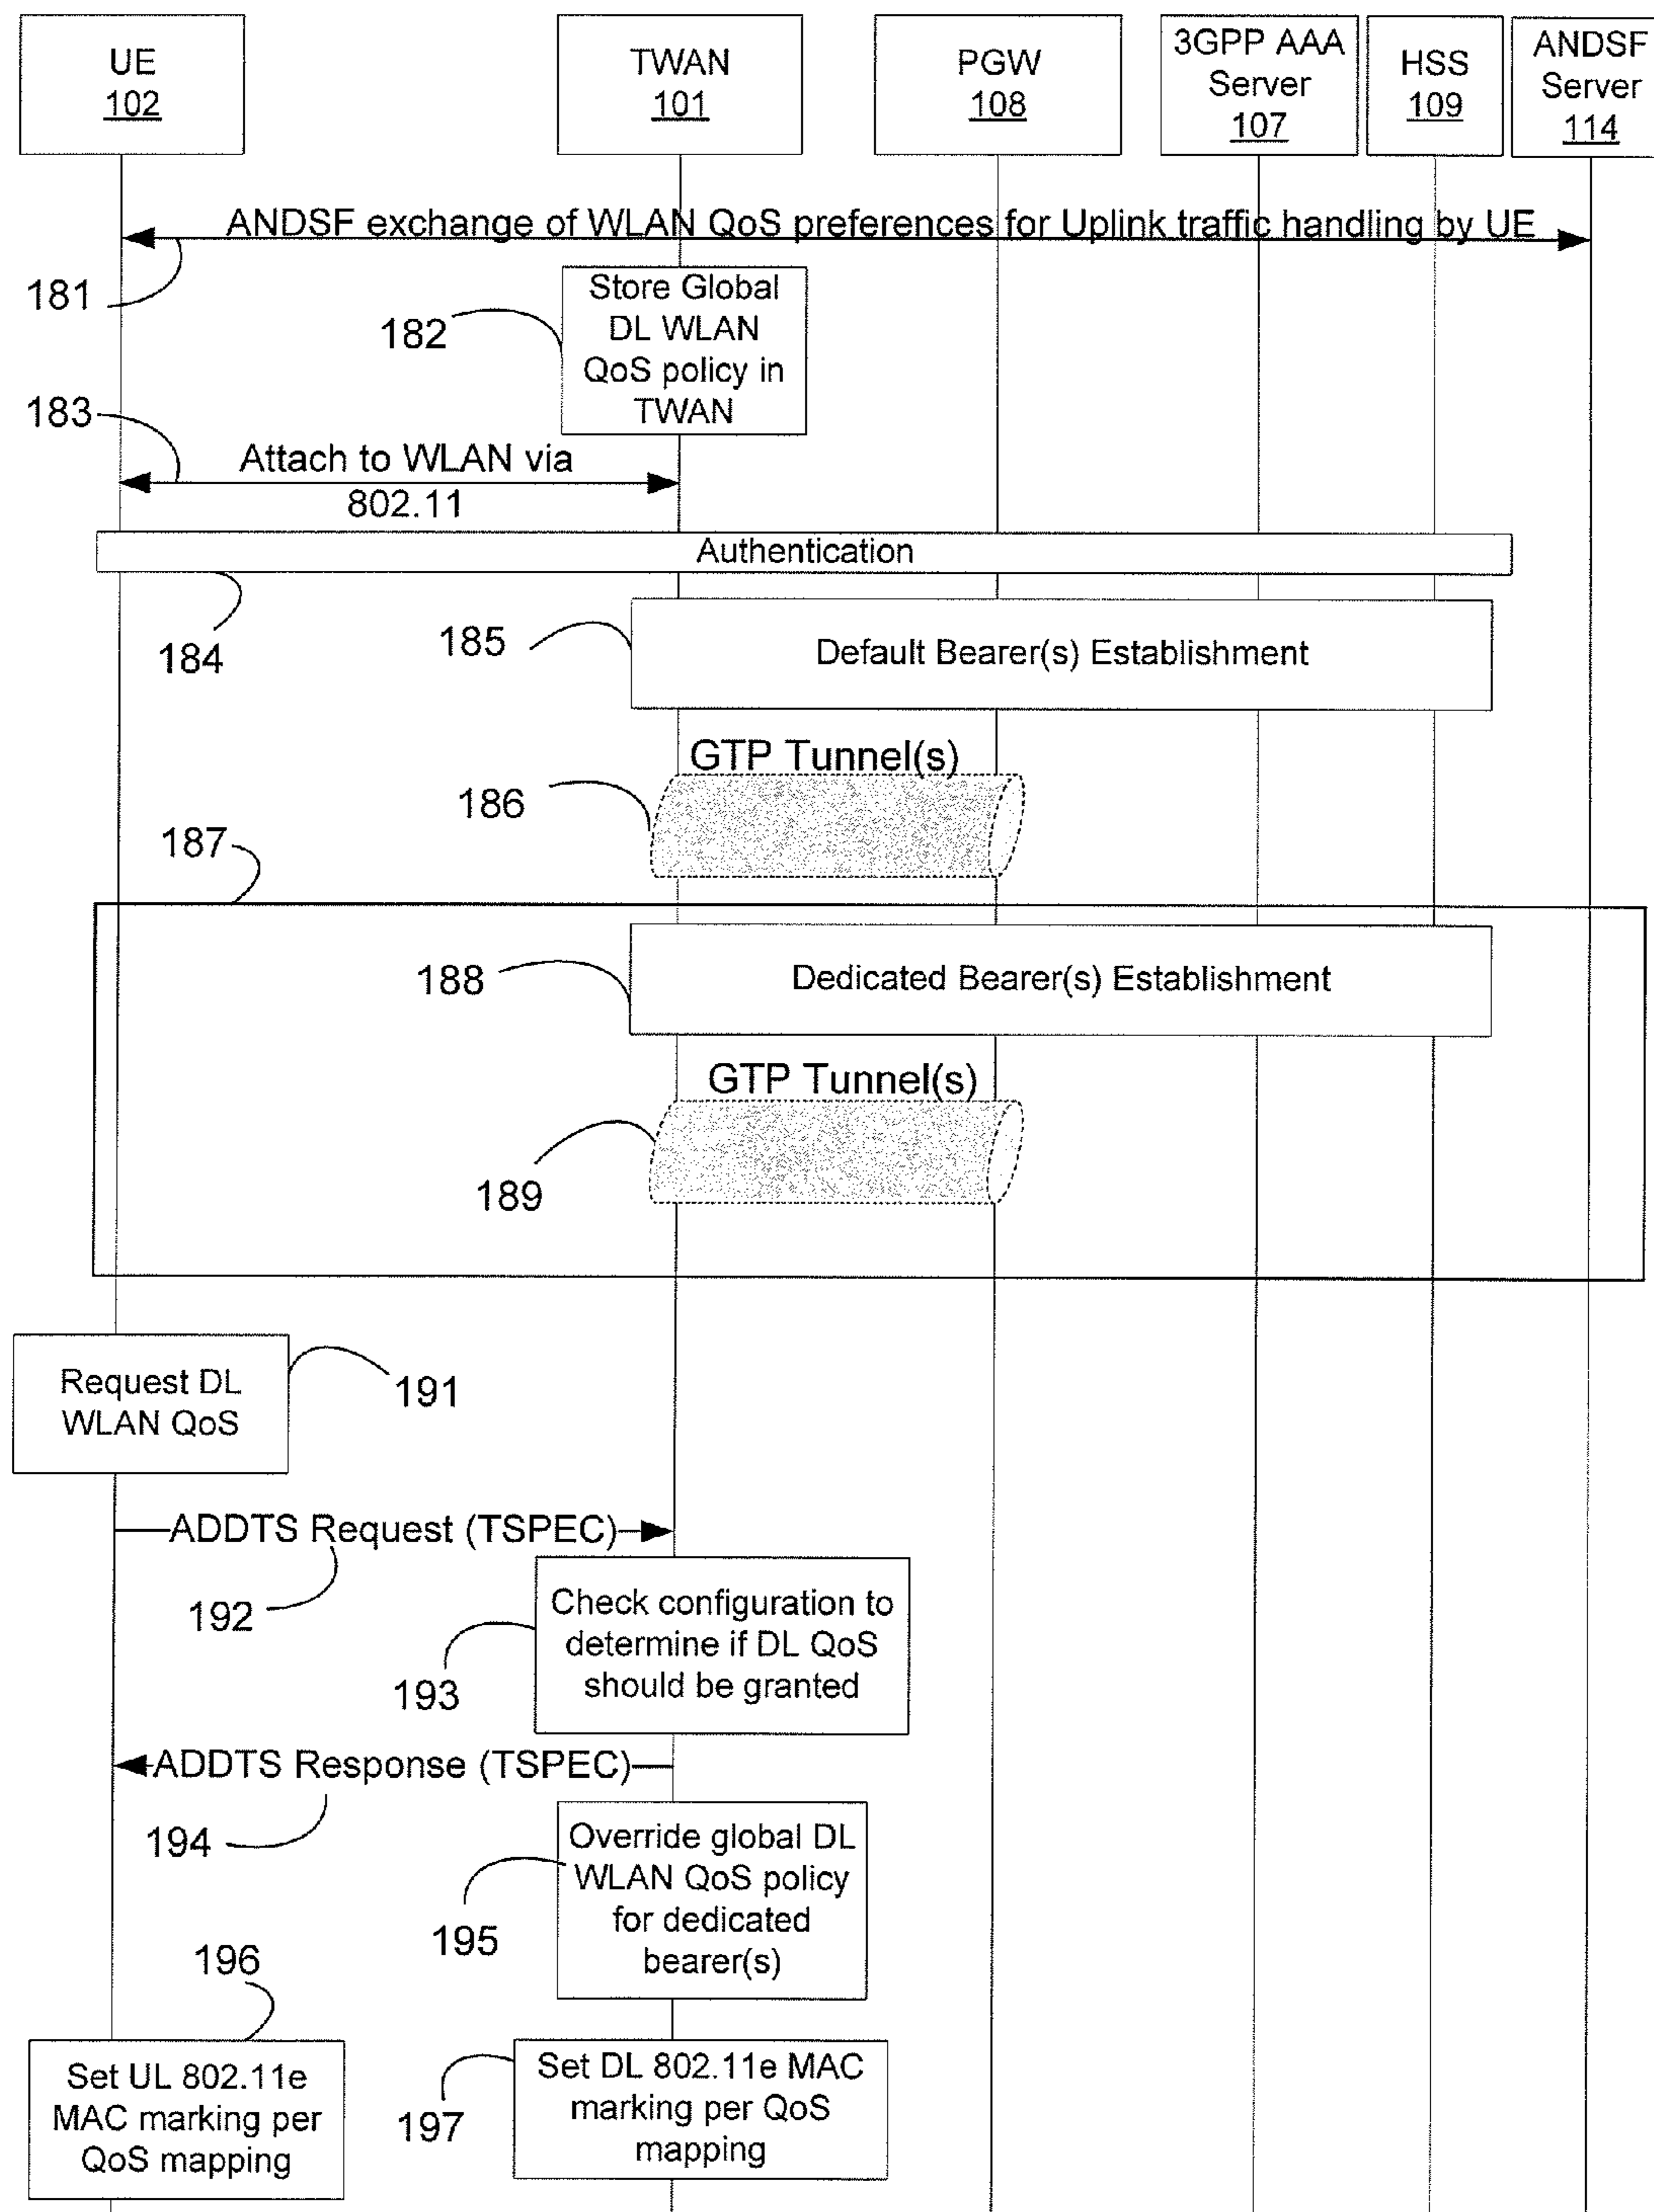 UE
102
TWAN
101
PGW
108
3GPP AAA
Server
107
HSS
109
ANDSF
Server
114
ANDSF exchange of WLAN QoS preferences for Uplink traffic handling by UE
181
Store Global
DL WLAN
QoS policy in
TWAN
182
183
Attach to WLAN via
802.11
Authentication
184
185
Default Bearer(s) Establishment
GTP Tunnel(s)
186
187
188
Dedicated Bearer(s) Establishment
GTP Tunnel(s)
189
Request DL
WLAN QoS
191
ADDTS Request (TSPEC)
192
Check configuration to
determine if DL QoS
should be granted
193
ADDTS Response (TSPEC)
194
Override global DL
WLAN QoS policy
for dedicated
bearer(s)
195
196
Set UL 802.11e
MAC marking per
QoS mapping
197
Set DL 802.11e MAC
marking per QoS
mapping